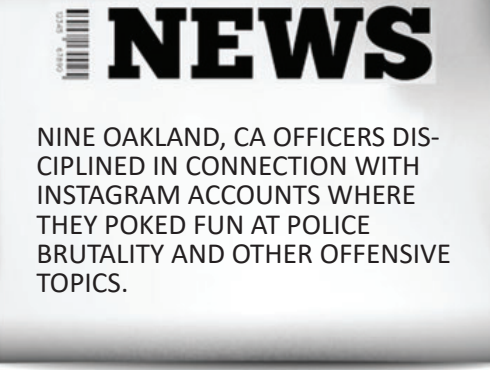 NEWS
NINE OAKLAND, CA OFFICERS DIS-
CIPLINED IN CONNECTION WITH
INSTAGRAM ACCOUNTS WHERE
THEY POKED FUN AT POLICE
BRUTALITY AND OTHER OFFENSIVE
TOPICS.